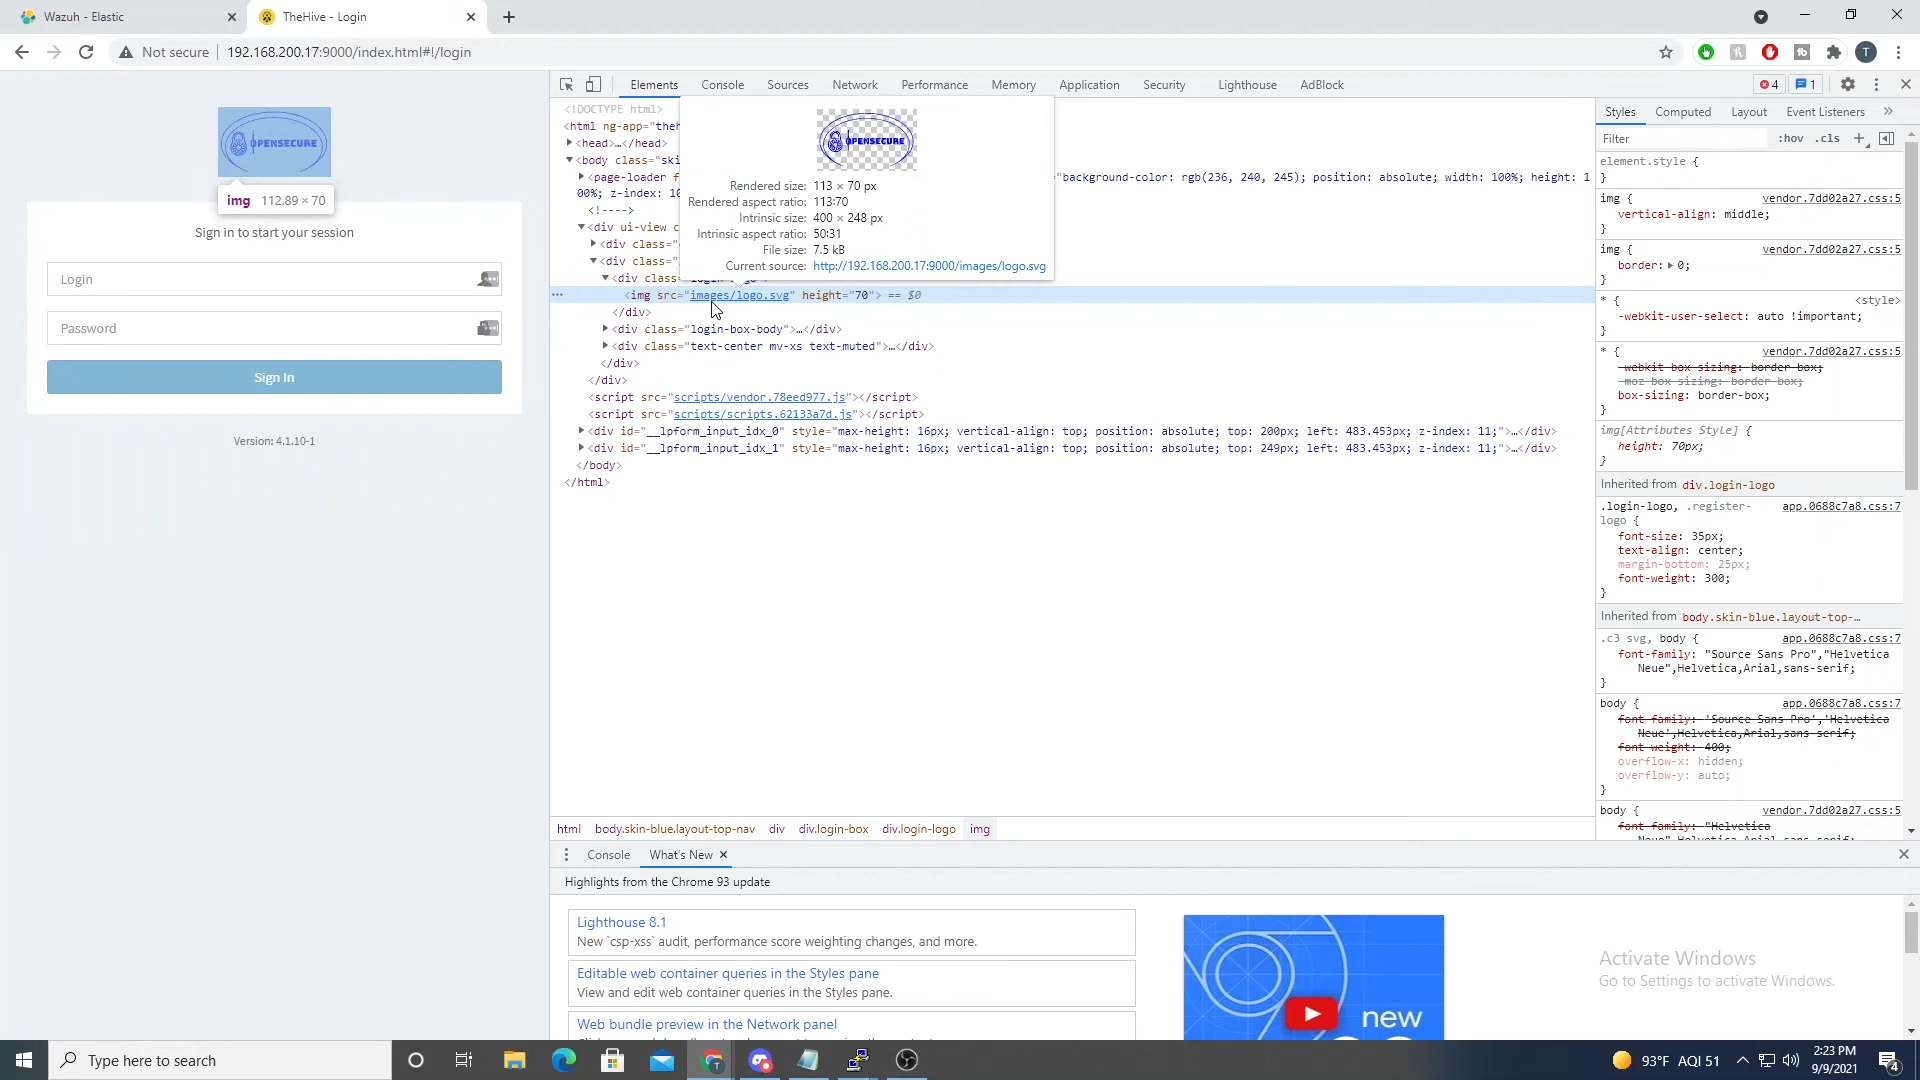 Wazuh - Elastic
TheHive - Login
Not secure
192.168.200.17:9000/index.html#!/login
T
OPENSECURE
img 112.89 × 70
Sign in to start your session
Login
Password
Sign In
Version: 4.1.10-1
Elements Console Sources Network Performance Memory Application Security Lighthouse AdBlock
4 1
<!DOCTYPE html>
<html ng-app="theh
<head>…</head>
<body class="ski
<page-loader f ="background-color: rgb(236, 240, 245); position: absolute; width: 100%; height: 1
00%; z-index: 10
<!---->
<div ui-view c
<div class="
<div class="
<div class="login-logo">
<img src="images/logo.svg" height="70"> == $0
</div>
<div class="login-box-body">…</div>
<div class="text-center mv-xs text-muted">…</div>
</div>
</div>
<script src="scripts/vendor.78eed977.js"></script>
<script src="scripts/scripts.62133a7d.js"></script>
<div id="__lpform_input_idx_0" style="max-height: 16px; vertical-align: top; position: absolute; top: 200px; left: 483.453px; z-index: 11;">…</div>
<div id="__lpform_input_idx_1" style="max-height: 16px; vertical-align: top; position: absolute; top: 249px; left: 483.453px; z-index: 11;">…</div>
</body>
</html>
OPENSECURE
Rendered size: 113 × 70 px
Rendered aspect ratio: 113:70
Intrinsic size: 400 × 248 px
Intrinsic aspect ratio: 50:31
File size: 7.5 kB
Current source: http://192.168.200.17:9000/images/logo.svg
html body.skin-blue.layout-top-nav div div.login-box div.login-logo img
Styles Computed Layout Event Listeners »
Filter :hov .cls +
element.style {
}
img { vendor.7dd02a27.css:5
vertical-align: middle;
}
img { vendor.7dd02a27.css:5
border: 0;
}
* { <style>
-webkit-user-select: auto !important;
}
* { vendor.7dd02a27.css:5
-webkit-box-sizing: border-box;
-moz-box-sizing: border-box;
box-sizing: border-box;
}
img[Attributes Style] {
height: 70px;
}
Inherited from div.login-logo
.login-logo, .register- app.0688c7a8.css:7
logo {
font-size: 35px;
text-align: center;
margin-bottom: 25px;
font-weight: 300;
}
Inherited from body.skin-blue.layout-top-…
.c3 svg, body { app.0688c7a8.css:7
font-family: "Source Sans Pro","Helvetica
Neue",Helvetica,Arial,sans-serif;
}
body { app.0688c7a8.css:7
font-family: 'Source Sans Pro','Helvetica
Neue',Helvetica,Arial,sans-serif;
font-weight: 400;
overflow-x: hidden;
overflow-y: auto;
}
body { vendor.7dd02a27.css:5
font-family: "Helvetica
Neue",Helvetica,Arial,sans-serif;
Console What's New
Highlights from the Chrome 93 update
Lighthouse 8.1
New `csp-xss` audit, performance score weighting changes, and more.
Editable web container queries in the Styles pane
View and edit web container queries in the Styles pane.
Web bundle preview in the Network panel
new
Activate Windows
Go to Settings to activate Windows.
Type here to search
93°F AQI 51
2:23 PM
9/9/2021
4